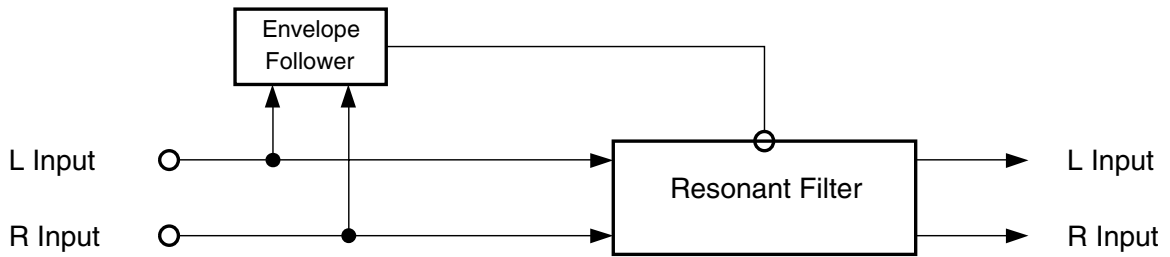 Envelope
Follower
L Input
L Input
Resonant Filter
R Input
R Input